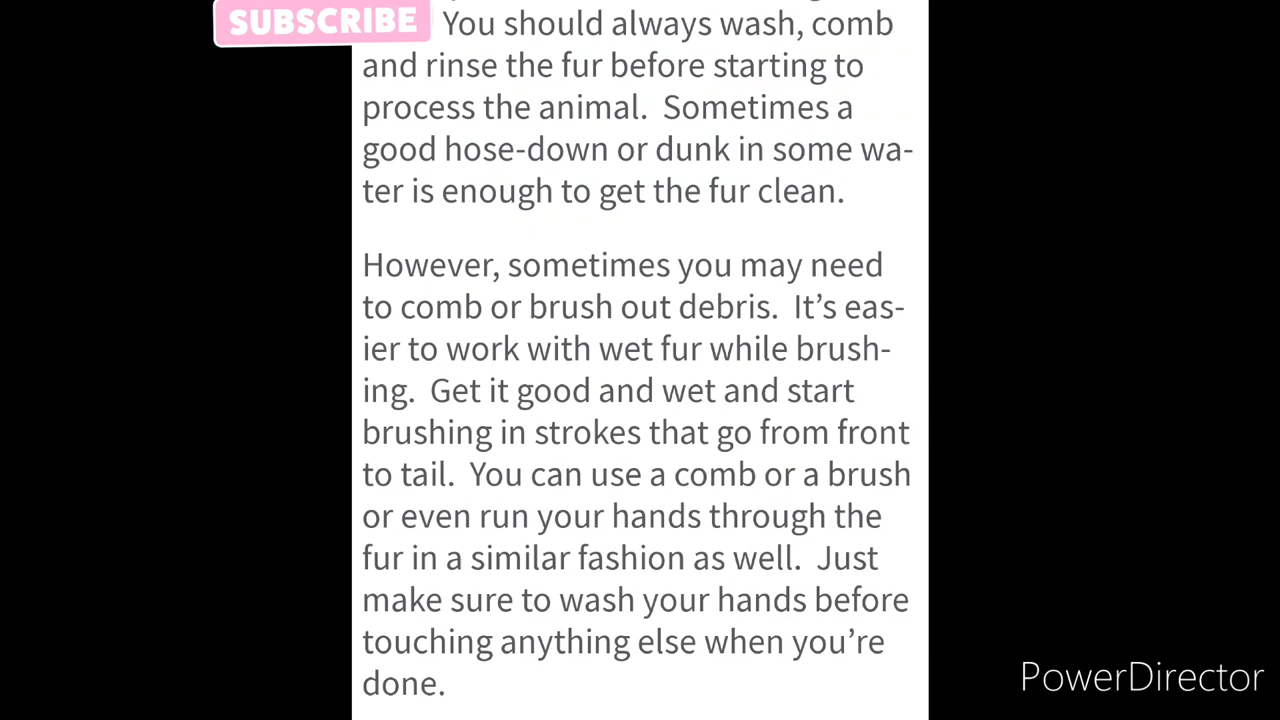 SUBSCRIBE
You should always wash, comb
and rinse the fur before starting to
process the animal.  Sometimes a
good hose-down or dunk in some wa-
ter is enough to get the fur clean.
However, sometimes you may need
to comb or brush out debris.  It’s eas-
ier to work with wet fur while brush-
ing.  Get it good and wet and start
brushing in strokes that go from front
to tail.  You can use a comb or a brush
or even run your hands through the
fur in a similar fashion as well.  Just
make sure to wash your hands before
touching anything else when you’re
done.
PowerDirector